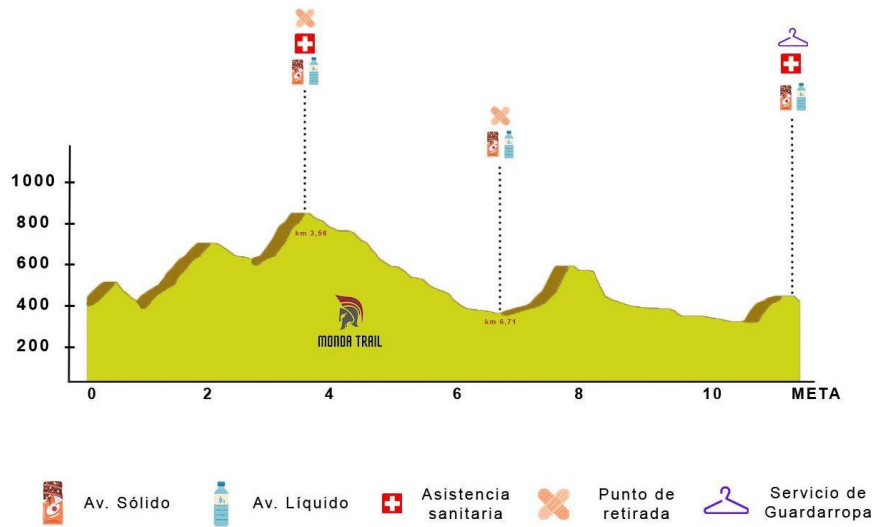 1000
800
600
400
200
km 3,58
km 6,71
MONDA TRAIL
0 2 4 6 8 10 META
Av. Sólido
Av. Líquido
Asistencia
sanitaria
Punto de
retirada
Servicio de
Guardarropa